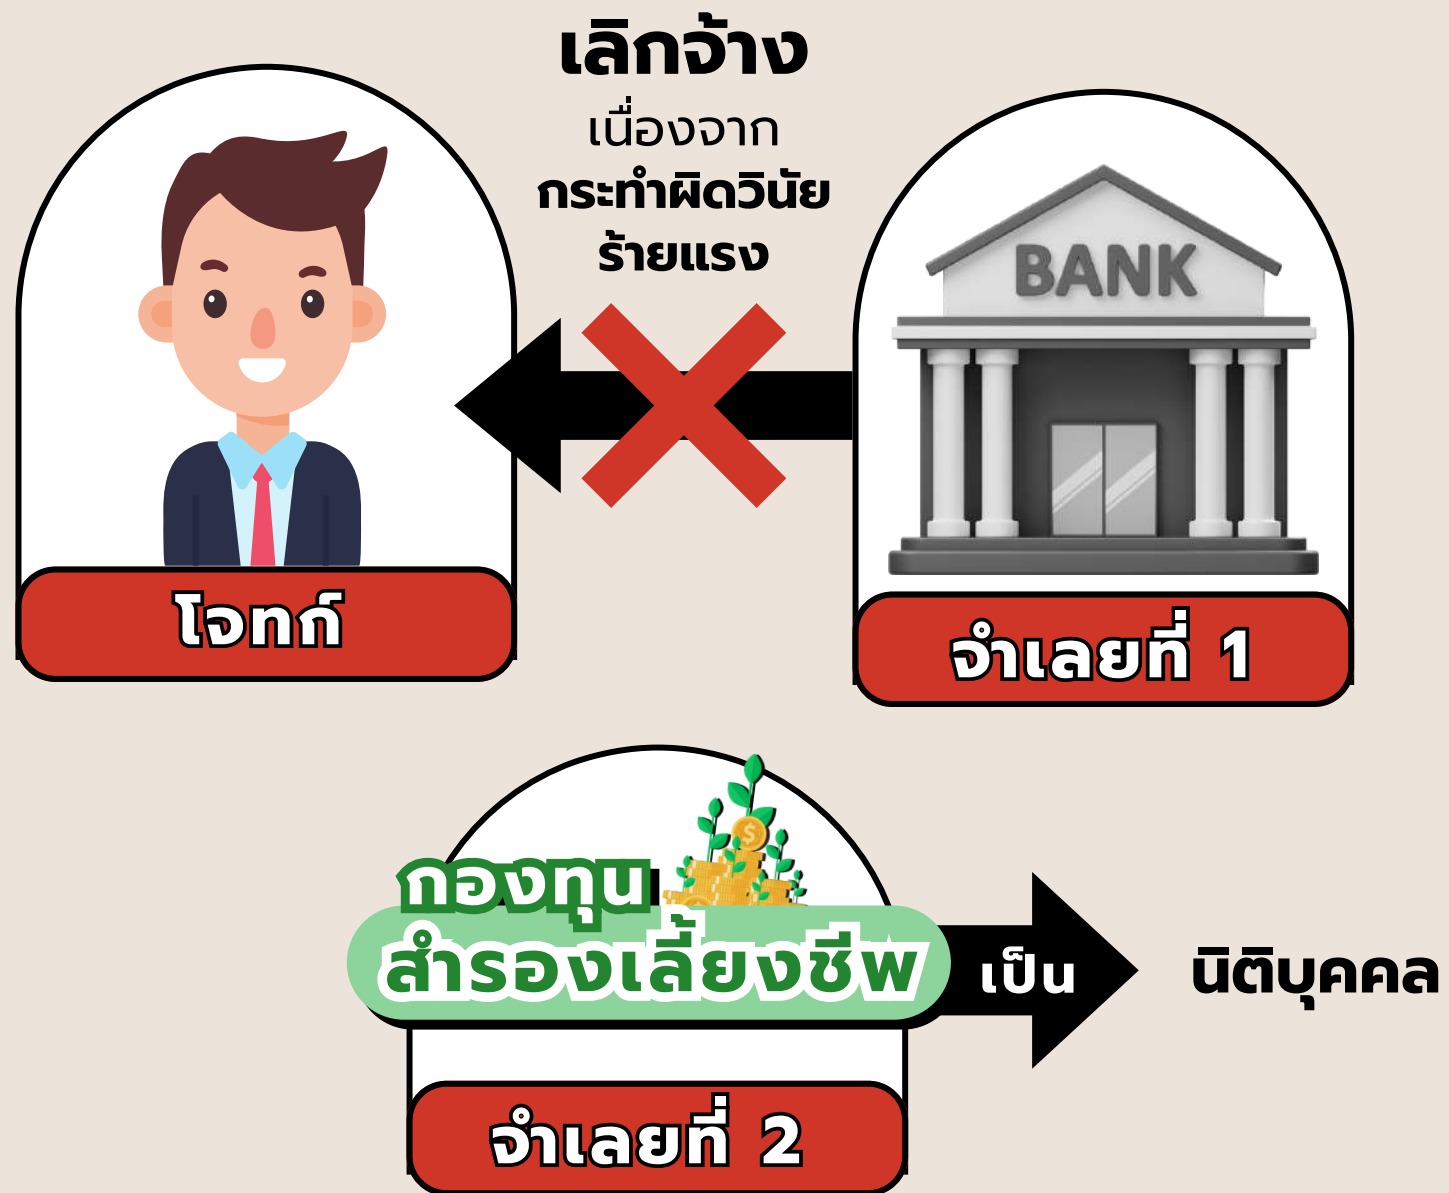 เลิกจ้าง
เนื่องจาก
กระทำผิดวินัย
ร้ายแรง
BANK
โจทก์
จำเลยที่ 1
กองทุน
สำรองเลี้ยงชีพ
เป็น
นิติบุคคล
จำเลยที่ 2